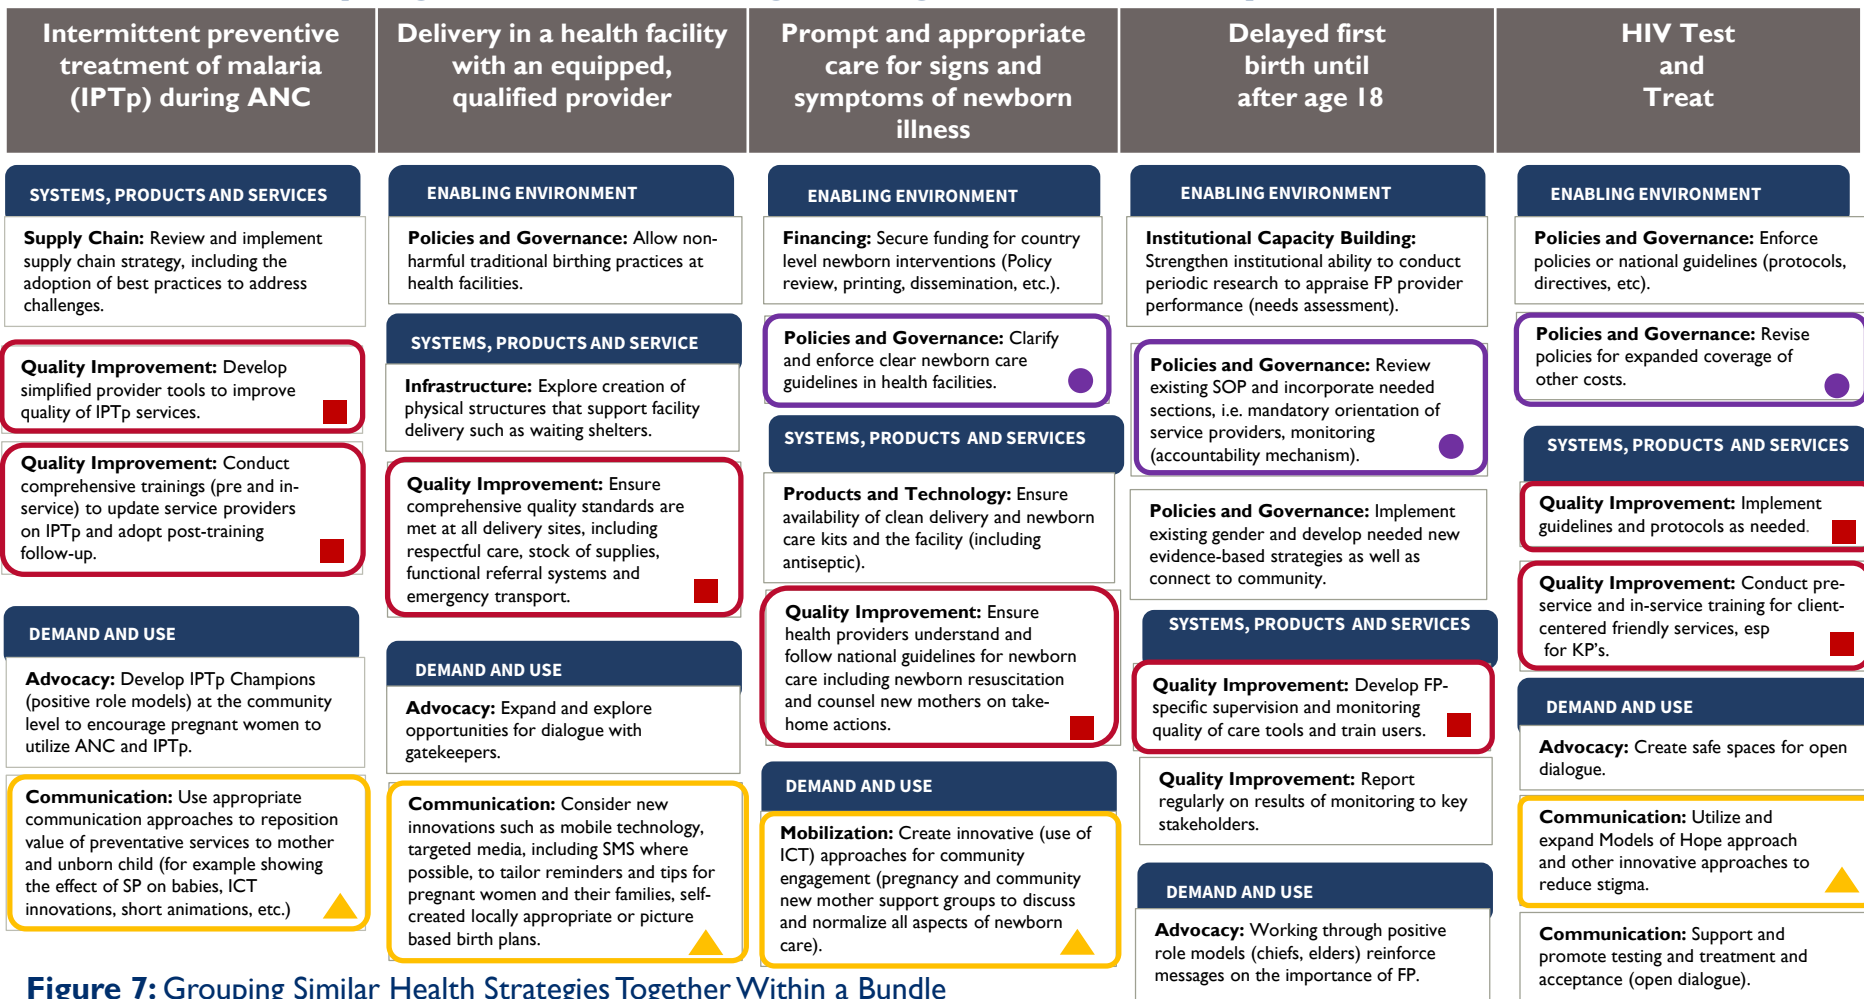 Intermittent preventive
treatment of malaria
(IPTp) during ANC
Delivery in a health facility
with an equipped,
qualified provider
Prompt and appropriate
care for signs and
symptoms of newborn
illness
Delayed first
birth until
after age 18
HIV Test
and
Treat
SYSTEMS, PRODUCTS AND SERVICES
Supply Chain: Review and implement
supply chain strategy, including the
adoption of best practices to address
challenges.
Quality Improvement: Develop
simplified provider tools to improve
quality of IPTp services.
Quality Improvement: Conduct
comprehensive trainings (pre and in-
service) to update service providers
on IPTp and adopt post-training
follow-up.
DEMAND AND USE
Advocacy: Develop IPTp Champions
(positive role models) at the community
level to encourage pregnant women to
utilize ANC and IPTp.
Communication: Use appropriate
communication approaches to reposition
value of preventative services to mother
and unborn child (for example showing
the effect of SP on babies, ICT
innovations, short animations, etc.)
ENABLING ENVIRONMENT
Policies and Governance: Allow non-
harmful traditional birthing practices at
health facilities.
SYSTEMS, PRODUCTS AND SERVICE
Infrastructure: Explore creation of
physical structures that support facility
delivery such as waiting shelters.
Quality Improvement: Ensure
comprehensive quality standards are
met at all delivery sites, including
respectful care, stock of supplies,
functional referral systems and
emergency transport.
DEMAND AND USE
Advocacy: Expand and explore
opportunities for dialogue with
gatekeepers.
Communication: Consider new
innovations such as mobile technology,
targeted media, including SMS where
possible, to tailor reminders and tips for
pregnant women and their families, self-
created locally appropriate or picture
based birth plans.
ENABLING ENVIRONMENT
Financing: Secure funding for country
level newborn interventions (Policy
review, printing, dissemination, etc.).
Policies and Governance: Clarify
and enforce clear newborn care
guidelines in health facilities.
SYSTEMS, PRODUCTS AND SERVICES
Products and Technology: Ensure
availability of clean delivery and newborn
care kits and the facility (including
antiseptic).
Quality Improvement: Ensure
health providers understand and
follow national guidelines for newborn
care including newborn resuscitation
and counsel new mothers on take-
home actions.
DEMAND AND USE
Mobilization: Create innovative (use of
ICT) approaches for community
engagement (pregnancy and community
new mother support groups to discuss
and normalize all aspects of newborn
care).
ENABLING ENVIRONMENT
Institutional Capacity Building:
Strengthen institutional ability to conduct
periodic research to appraise FP provider
performance (needs assessment).
Policies and Governance: Review
existing SOP and incorporate needed
sections, i.e. mandatory orientation of
service providers, monitoring
(accountability mechanism).
Policies and Governance: Implement
existing gender and develop needed new
evidence-based strategies as well as
connect to community.
SYSTEMS, PRODUCTS AND SERVICES
Quality Improvement: Develop FP-
specific supervision and monitoring
quality of care tools and train users.
Quality Improvement: Report
regularly on results of monitoring to key
stakeholders.
DEMAND AND USE
Advocacy: Working through positive
role models (chiefs, elders) reinforce
messages on the importance of FP.
ENABLING ENVIRONMENT
Policies and Governance: Enforce
policies or national guidelines (protocols,
directives, etc).
Policies and Governance: Revise
policies for expanded coverage of
other costs.
SYSTEMS, PRODUCTS AND SERVICES
Quality Improvement: Implement
guidelines and protocols as needed.
Quality Improvement: Conduct pre-
service and in-service training for client-
centered friendly services, esp
for KP's.
DEMAND AND USE
Advocacy: Create safe spaces for open
dialogue.
Communication: Utilize and
expand Models of Hope approach
and other innovative approaches to
reduce stigma.
Communication: Support and
promote testing and treatment and
acceptance (open dialogue).
Figure 7: Grouping Similar Health Strategies Together Within a Bundle